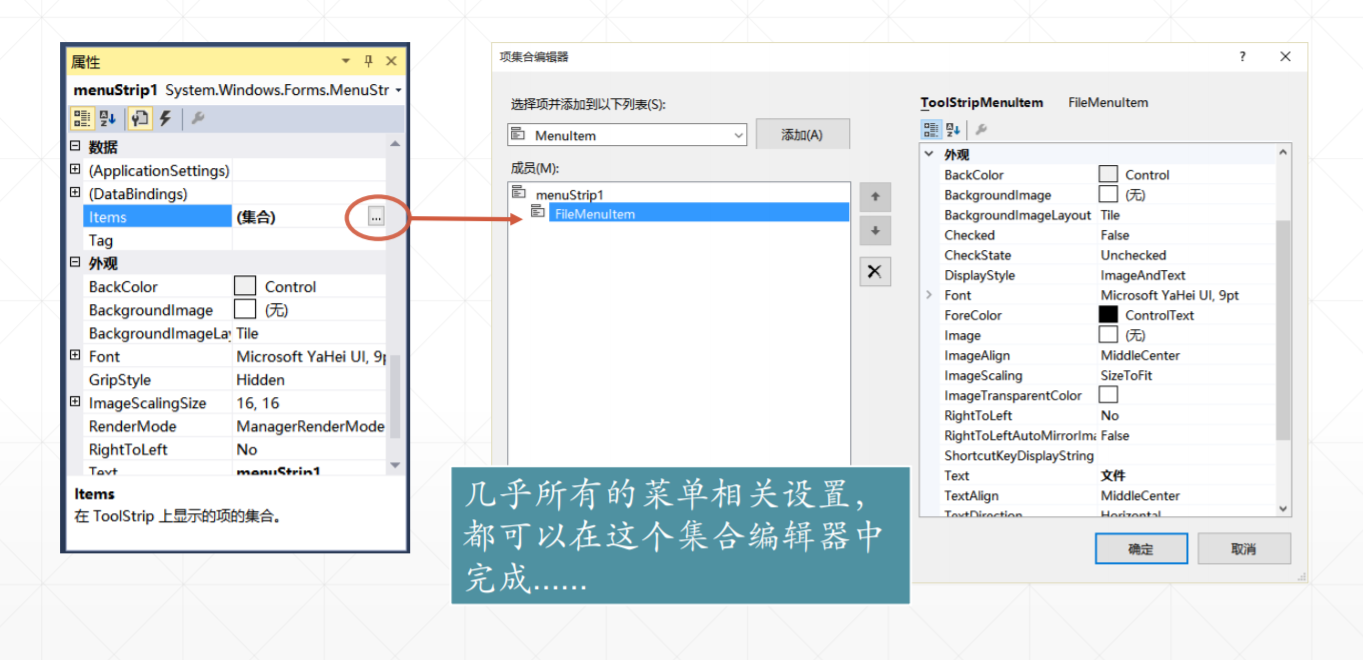 属性
menuStrip1 System.Windows.Forms.MenuStr
数据
(ApplicationSettings)
(DataBindings)
Items (集合) ...
Tag
外观
BackColor Control
BackgroundImage (无)
BackgroundImageLay Tile
Font Microsoft YaHei UI, 9p
GripStyle Hidden
ImageScalingSize 16, 16
RenderMode ManagerRenderMode
RightToLeft No
Text menuStrip1
Items
在 ToolStrip 上显示的项的集合。
项集合编辑器
选择项并添加到以下列表(S):
MenuItem 添加(A)
成员(M):
menuStrip1
FileMenuItem
ToolStripMenuItem FileMenuItem
外观
BackColor Control
BackgroundImage (无)
BackgroundImageLayout Tile
Checked False
CheckState Unchecked
DisplayStyle ImageAndText
Font Microsoft YaHei UI, 9pt
ForeColor ControlText
Image (无)
ImageAlign MiddleCenter
ImageScaling SizeToFit
ImageTransparentColor
RightToLeft No
RightToLeftAutoMirrorIma False
ShortcutKeyDisplayString
Text 文件
TextAlign MiddleCenter
TextDirection Horizontal
确定 取消
几乎所有的菜单相关设置，
都可以在这个集合编辑器中
完成……